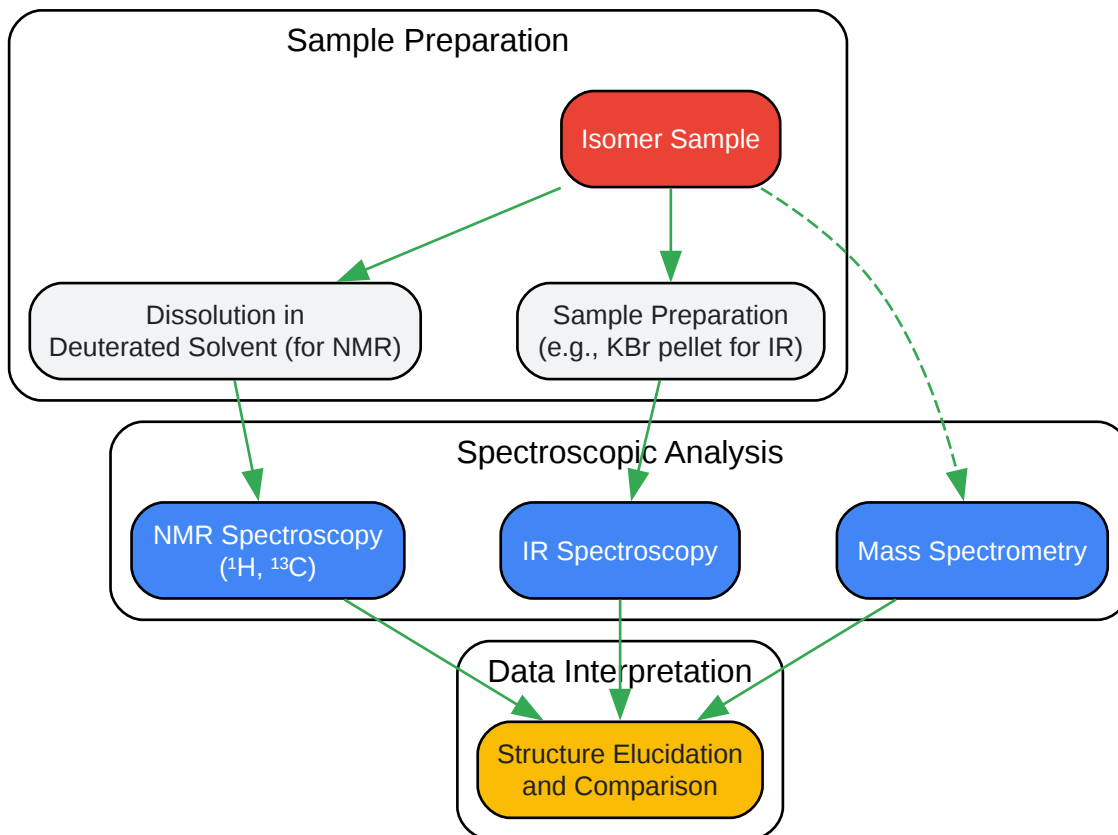 Sample Preparation
Isomer Sample
Dissolution in
Deuterated Solvent (for NMR)
Sample Preparation
(e.g., KBr pellet for IR)
Spectroscopic Analysis
NMR Spectroscopy
(¹H, ¹³C)
IR Spectroscopy
Mass Spectrometry
Data Interpretation
Structure Elucidation
and Comparison